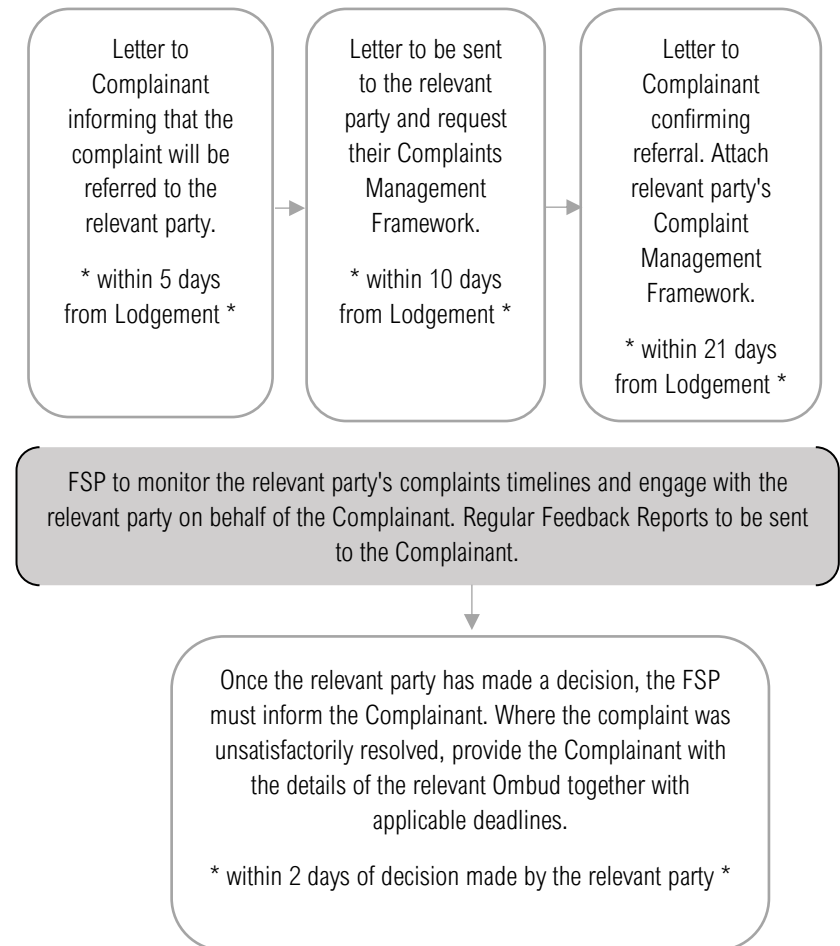 Letter to
Complainant
informing that the
complaint will be
referred to the
relevant party.
* within 5 days
from Lodgement *
Letter to be sent
to the relevant
party and request
their Complaints
Management
Framework.
* within 10 days
from Lodgement *
Letter to
Complainant
confirming
referral. Attach
relevant party's
Complaint
Management
Framework.
* within 21 days
from Lodgement *
FSP to monitor the relevant party's complaints timelines and engage with the
relevant party on behalf of the Complainant. Regular Feedback Reports to be sent
to the Complainant.
Once the relevant party has made a decision, the FSP
must inform the Complainant. Where the complaint was
unsatisfactorily resolved, provide the Complainant with
the details of the relevant Ombud together with
applicable deadlines.
* within 2 days of decision made by the relevant party *